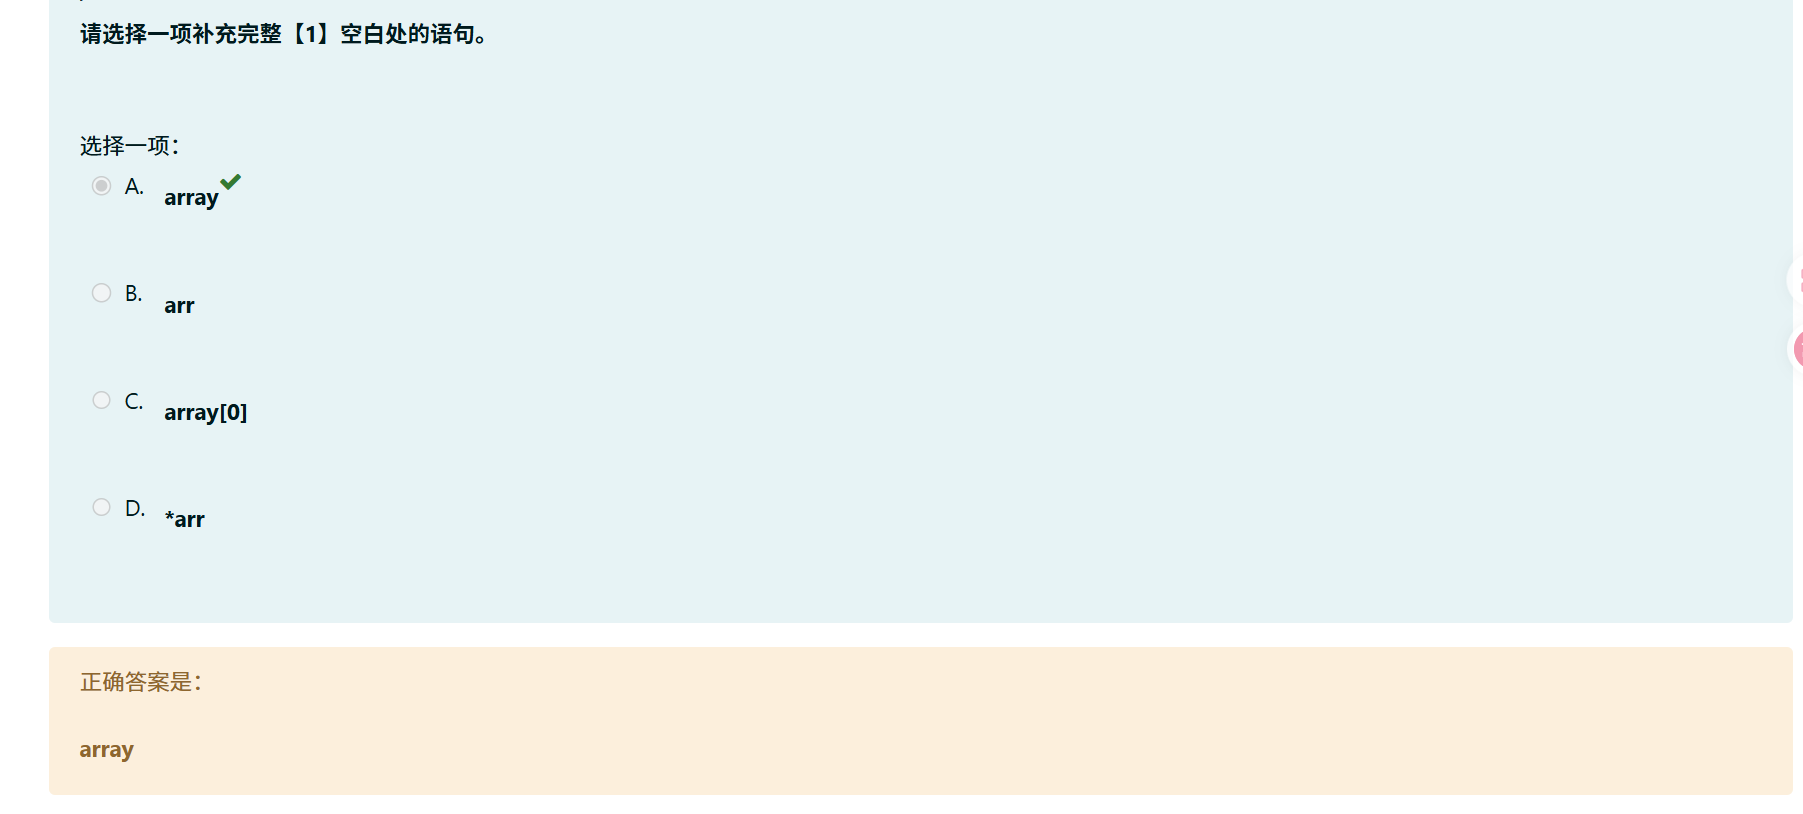 请选择一项补充完整【1】空白处的语句。
选择一项：
A. array
B. arr
C. array[0]
D. *arr
正确答案是：
array